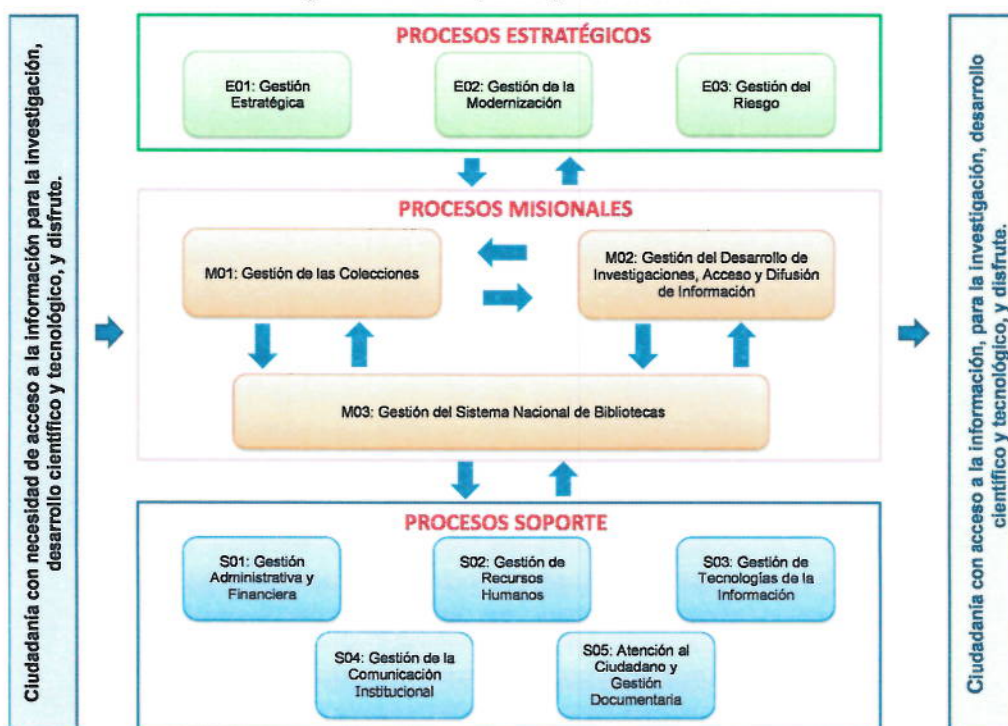 Ciudadanía con necesidad de acceso a la información para la investigación,
desarrollo científico y tecnológico, y disfrute.
PROCESOS ESTRATÉGICOS
E01: Gestión
Estratégica
E02: Gestión de la
Modernización
E03: Gestión del
Riesgo
PROCESOS MISIONALES
M01: Gestión de las Colecciones
M02: Gestión del Desarrollo de
Investigaciones, Acceso y Difusión
de Información
M03: Gestión del Sistema Nacional de Bibliotecas
PROCESOS SOPORTE
S01: Gestión
Administrativa y
Financiera
S02: Gestión de
Recursos
Humanos
S03: Gestión de
Tecnologías de la
Información
S04: Gestión de la
Comunicación
Institucional
S05: Atención al
Ciudadano y
Gestión
Documentaria
Ciudadanía con acceso a la información, para la investigación, desarrollo
científico y tecnológico, y disfrute.